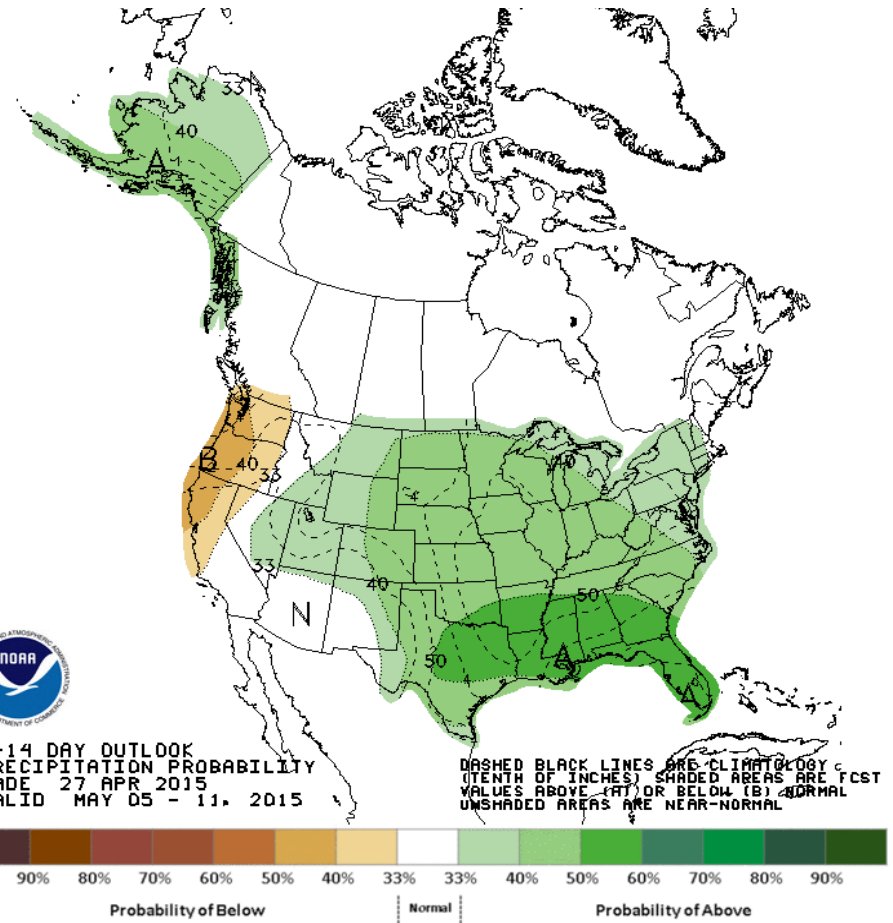 33
40
A
B
40
33
33
40
40
4
50
N
50
A
A
4
NOAA
-14 DAY OUTLOOK
RECIPITATION PROBABILITY
ADE 27 APR 2015
ALID MAY 05 - 11, 2015
DASHED BLACK LINES ARE CLIMATOLOGY
(TENTH OF INCHES) SHADED AREAS ARE FCST
VALUES ABOVE (A) OR BELOW (B) NORMAL
UNSHADED AREAS ARE NEAR-NORMAL
90% 80% 70% 60% 50% 40% 33% 33% 40% 50% 60% 70% 80% 90%
Probability of Below Normal Probability of Above